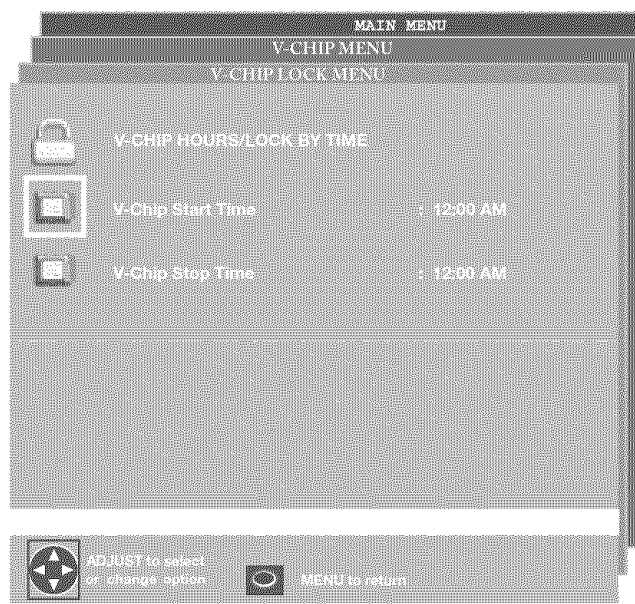 MAIN MENU
V-CHIP MENU
V-CHIP LOCK MENU
V-CHIP HOURS/LOCK BY TIME
V-Chip Start Time : 12:00 AM
V-Chip Stop Time : 12:00 AM
ADJUST to select
or change option
MENU to return